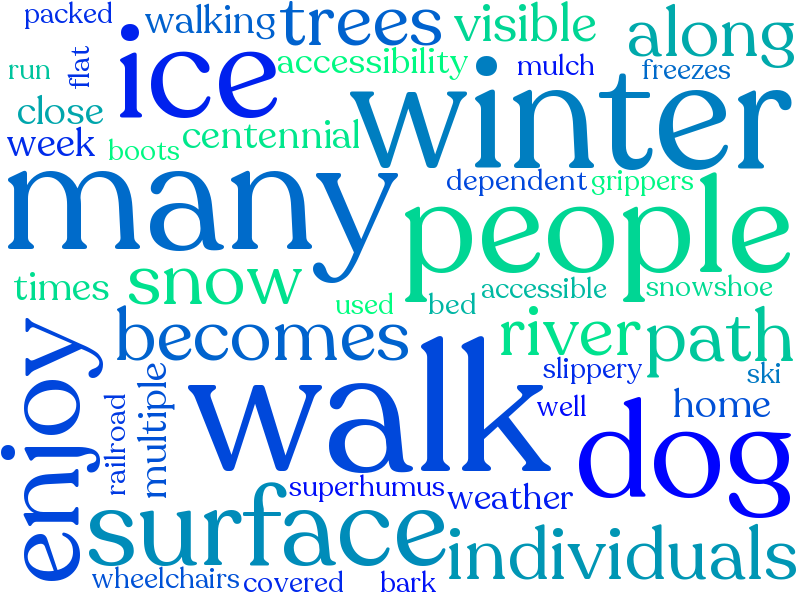 packed
walking
trees
visible
along
ice
flat
run
accessibility
mulch
freezes
close
winter
week
boots
centennial
many
dependent
grippers
people
times
snow
used
bed
accessible
snowshoe
enjoy
becomes
river
path
railroad
multiple
walk
slippery
ski
well
home
dog
superhumus
weather
surface
individuals
wheelchairs
covered
bark